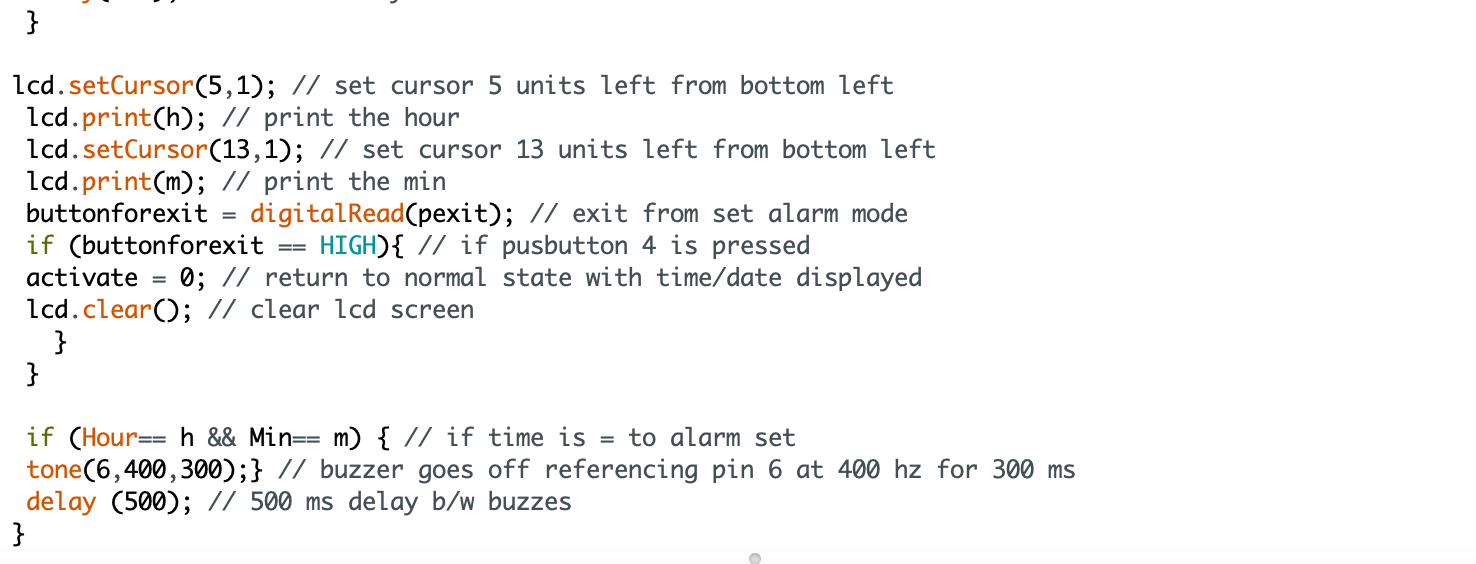 }
lcd.setCursor(5,1); // set cursor 5 units left from bottom left
lcd.print(h); // print the hour
lcd.setCursor(13,1); // set cursor 13 units left from bottom left
lcd.print(m); // print the min
buttonforexit = digitalRead(pexit); // exit from set alarm mode
if (buttonforexit == HIGH){ // if pusbutton 4 is pressed
activate = 0; // return to normal state with time/date displayed
lcd.clear(); // clear lcd screen
}
}
if (Hour== h && Min== m) { // if time is = to alarm set
tone(6,400,300);} // buzzer goes off referencing pin 6 at 400 hz for 300 ms
delay (500); // 500 ms delay b/w buzzes
}